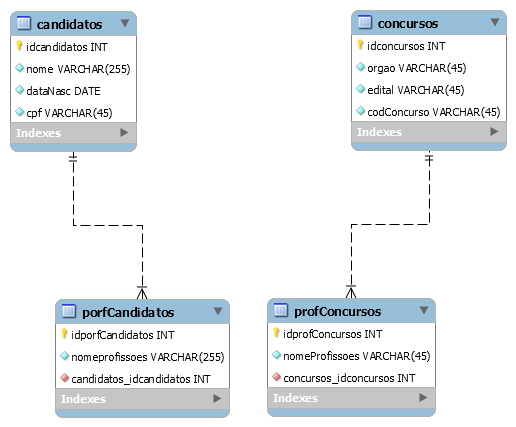 candidatos
idcandidatos INT
nome VARCHAR(255)
dataNasc DATE
cpf VARCHAR(45)
Indexes
concursos
idconcursos INT
orgao VARCHAR(45)
edital VARCHAR(45)
codConcurso VARCHAR(45)
Indexes
porfCandidatos
idporfCandidatos INT
nomeprofissoes VARCHAR(255)
candidatos_idcandidatos INT
Indexes
profConcursos
idprofConcursos INT
nomeProfissoes VARCHAR(45)
concursos_idconcursos INT
Indexes